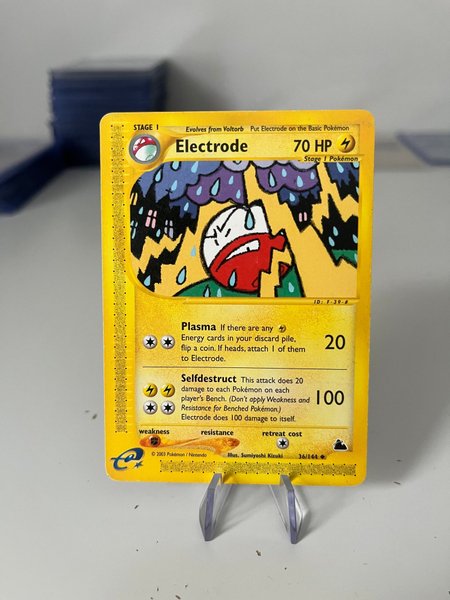 STAGE 1 Evolves from Voltorb Put Electrode on the Basic Pokémon
Electrode 70 HP
Stage 1 Pokémon
ID: F-39-#
Plasma If there are any
Energy cards in your discard pile,
flip a coin. If heads, attach 1 of them
to Electrode.
20
Selfdestruct This attack does 20
damage to each Pokémon on each
player's Bench. (Don't apply Weakness and
Resistance for Benched Pokémon.)
Electrode does 100 damage to itself.
100
weakness resistance retreat cost
© 2003 Pokémon / Nintendo Illus. Sumiyoshi Kizuki 36/144
e